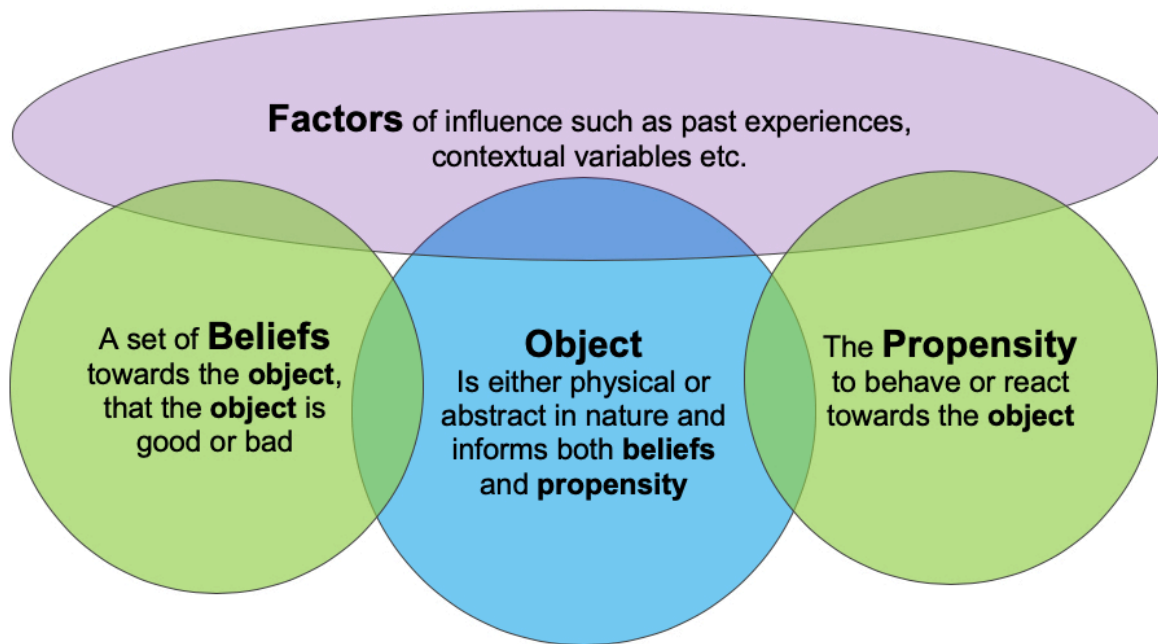 Factors of influence such as past experiences,
contextual variables etc.
A set of Beliefs
towards the object,
that the object is
good or bad
Object
Is either physical or
abstract in nature and
informs both beliefs
and propensity
The Propensity
to behave or react
towards the object